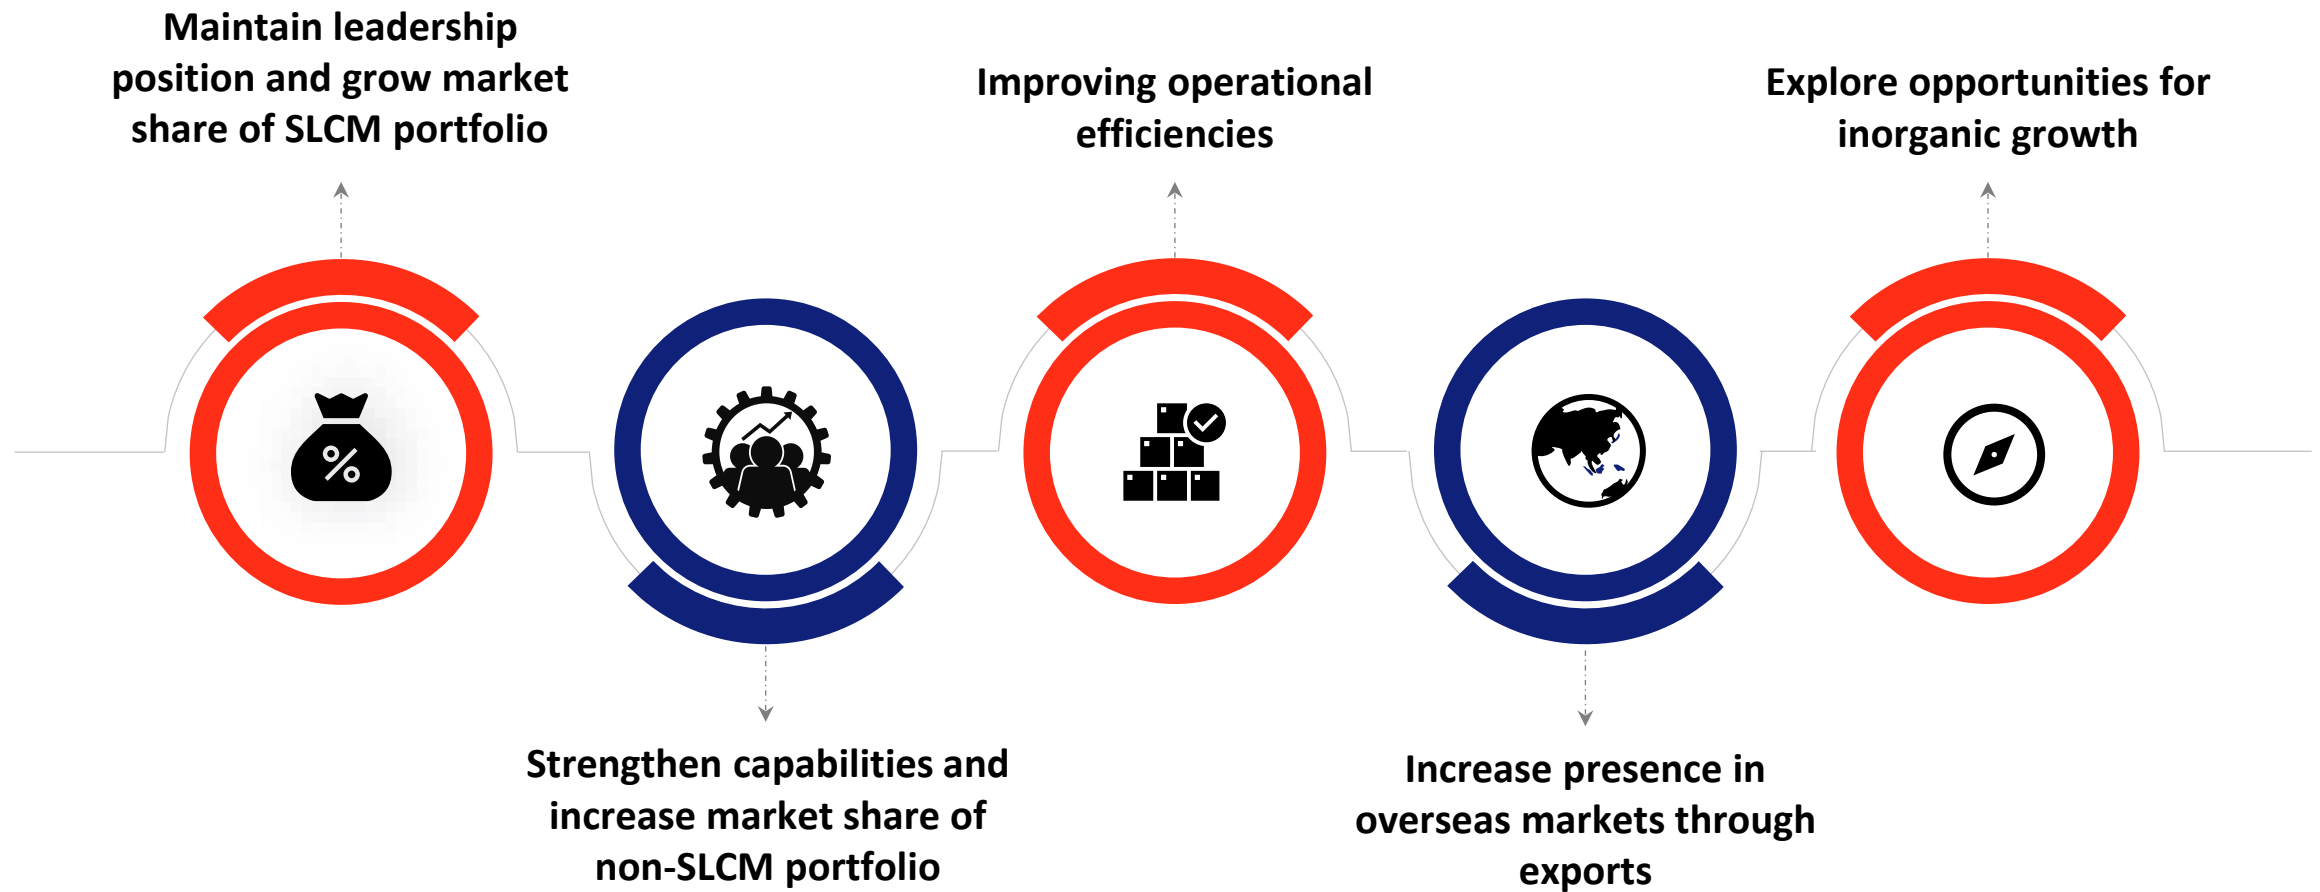 Maintain leadership
position and grow market
share of SLCM portfolio
Strengthen capabilities and
increase market share of
non-SLCM portfolio
Improving operational
efficiencies
Increase presence in
overseas markets through
exports
Explore opportunities for
inorganic growth
%